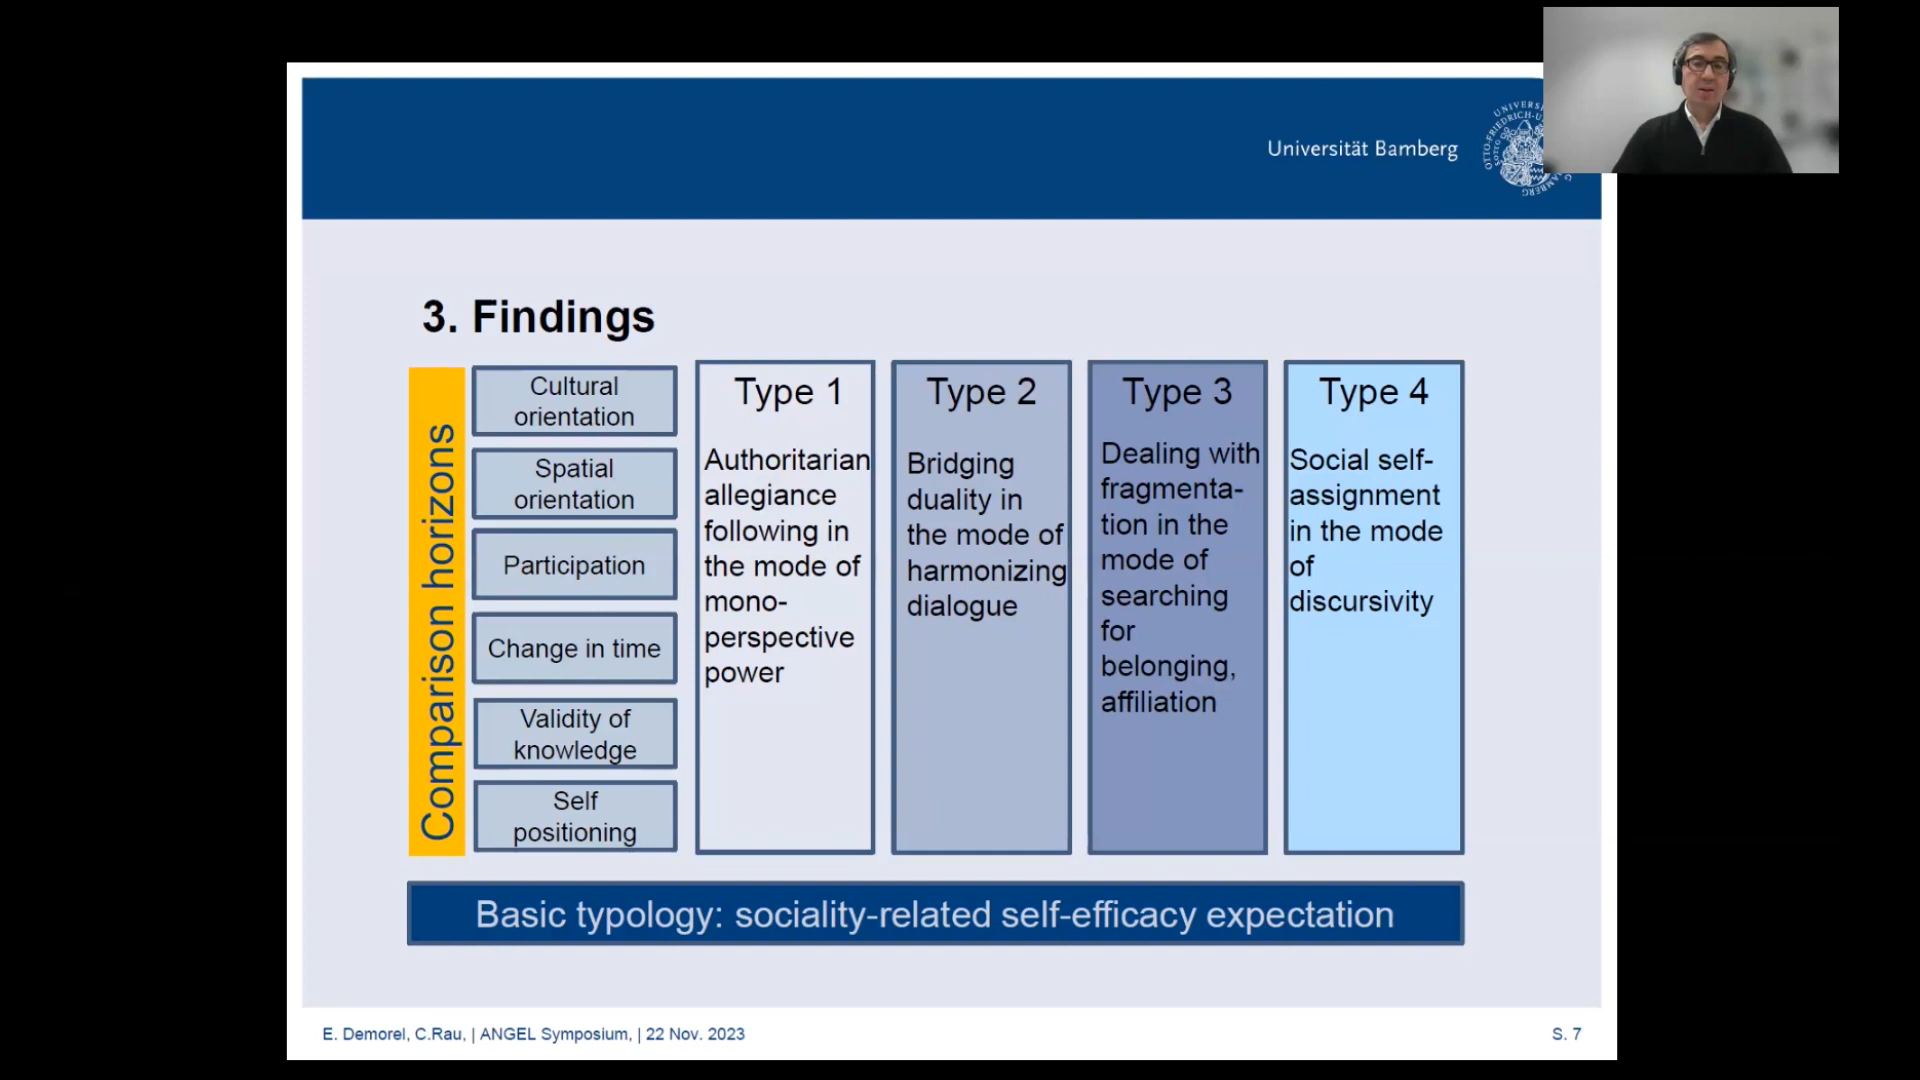 Universität Bamberg
3. Findings
Comparison horizons
Cultural
orientation
Spatial
orientation
Participation
Change in time
Validity of
knowledge
Self
positioning
Type 1
Authoritarian
allegiance
following in
the mode of
mono-
perspective
power
Type 2
Bridging
duality in
the mode of
harmonizing
dialogue
Type 3
Dealing with
fragmenta-
tion in the
mode of
searching
for
belonging,
affiliation
Type 4
Social self-
assignment
in the mode
of
discursivity
Basic typology: sociality-related self-efficacy expectation
E. Demorel, C.Rau, | ANGEL Symposium, | 22 Nov. 2023
S. 7